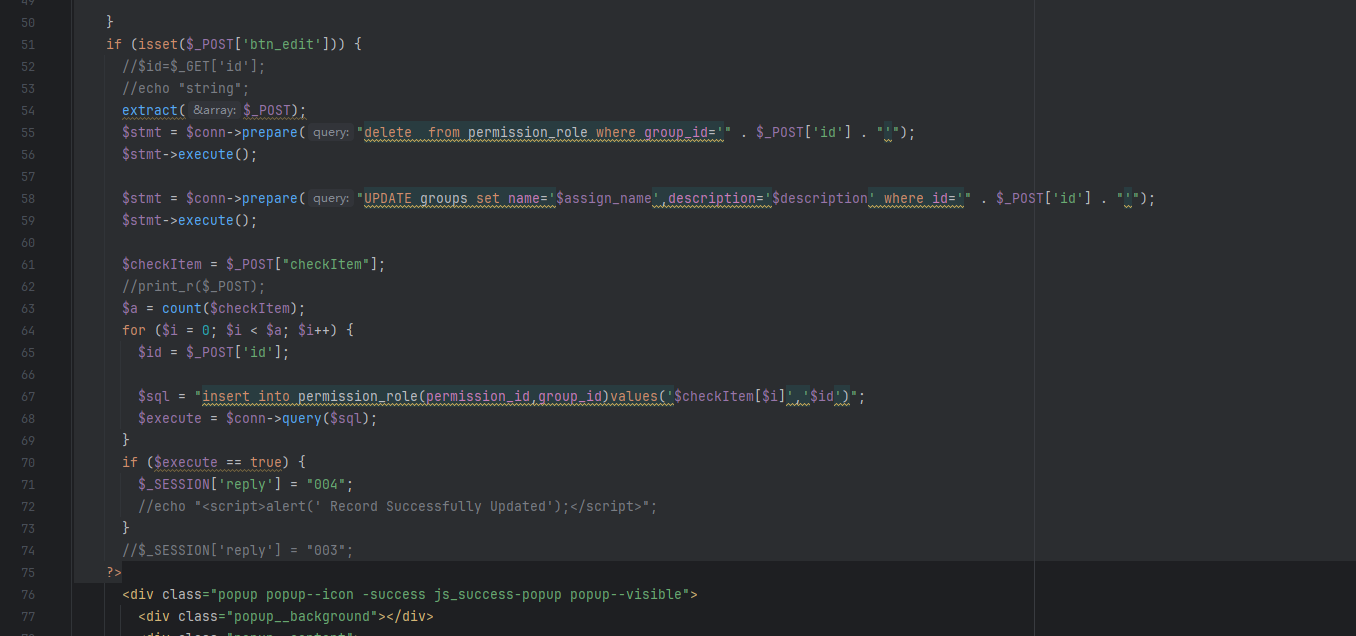 49
50 }
51 if (isset($_POST['btn_edit'])) {
52 //$id=$_GET['id'];
53 //echo "string";
54 extract( &array: $_POST);
55 $stmt = $conn->prepare( query: "delete  from permission_role where group_id='" . $_POST['id'] . "'");
56 $stmt->execute();
57
58 $stmt = $conn->prepare( query: "UPDATE groups set name='$assign_name',description='$description' where id='" . $_POST['id'] . "'");
59 $stmt->execute();
60
61 $checkItem = $_POST["checkItem"];
62 //print_r($_POST);
63 $a = count($checkItem);
64 for ($i = 0; $i < $a; $i++) {
65 $id = $_POST['id'];
66
67 $sql = "insert into permission_role(permission_id,group_id)values('$checkItem[$i]','$id')";
68 $execute = $conn->query($sql);
69 }
70 if ($execute == true) {
71 $_SESSION['reply'] = "004";
72 //echo "<script>alert(' Record Successfully Updated');</script>";
73 }
74 //$_SESSION['reply'] = "003";
75 ?>
76 <div class="popup popup--icon -success js_success-popup popup--visible">
77 <div class="popup__background"></div>